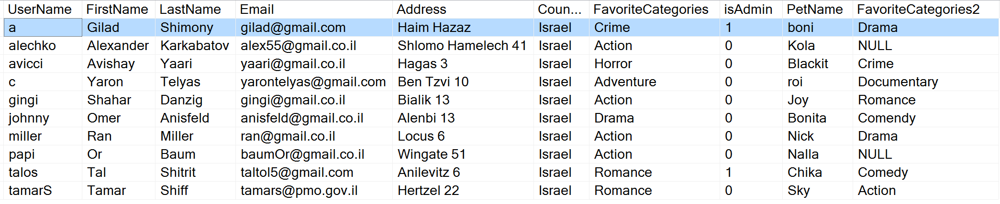 UserName FirstName LastName Email Address Coun... FavoriteCategories isAdmin PetName FavoriteCategories2
a Gilad Shimony gilad@gmail.com Haim Hazaz Israel Crime 1 boni Drama
alechko Alexander Karkabatov alex55@gmail.co.il Shlomo Hamelech 41 Israel Action 0 Kola NULL
avicci Avishay Yaari yaari@gmail.co.il Hagas 3 Israel Horror 0 Blackit Crime
c Yaron Telyas yarontelyas@gmail.com Ben Tzvi 10 Israel Adventure 0 roi Documentary
gingi Shahar Danzig gingi@gmail.co.il Bialik 13 Israel Action 0 Joy Romance
johnny Omer Anisfeld anisfeld@gmail.co.il Alenbi 13 Israel Drama 0 Bonita Comendy
miller Ran Miller ran@gmail.co.il Locus 6 Israel Action 0 Nick Drama
papi Or Baum baumOr@gmail.co.il Wingate 51 Israel Action 0 Nalla NULL
talos Tal Shitrit taltol5@gmail.com Anilevitz 6 Israel Romance 1 Chika Comedy
tamarS Tamar Shiff tamars@pmo.gov.il Hertzel 22 Israel Romance 0 Sky Action